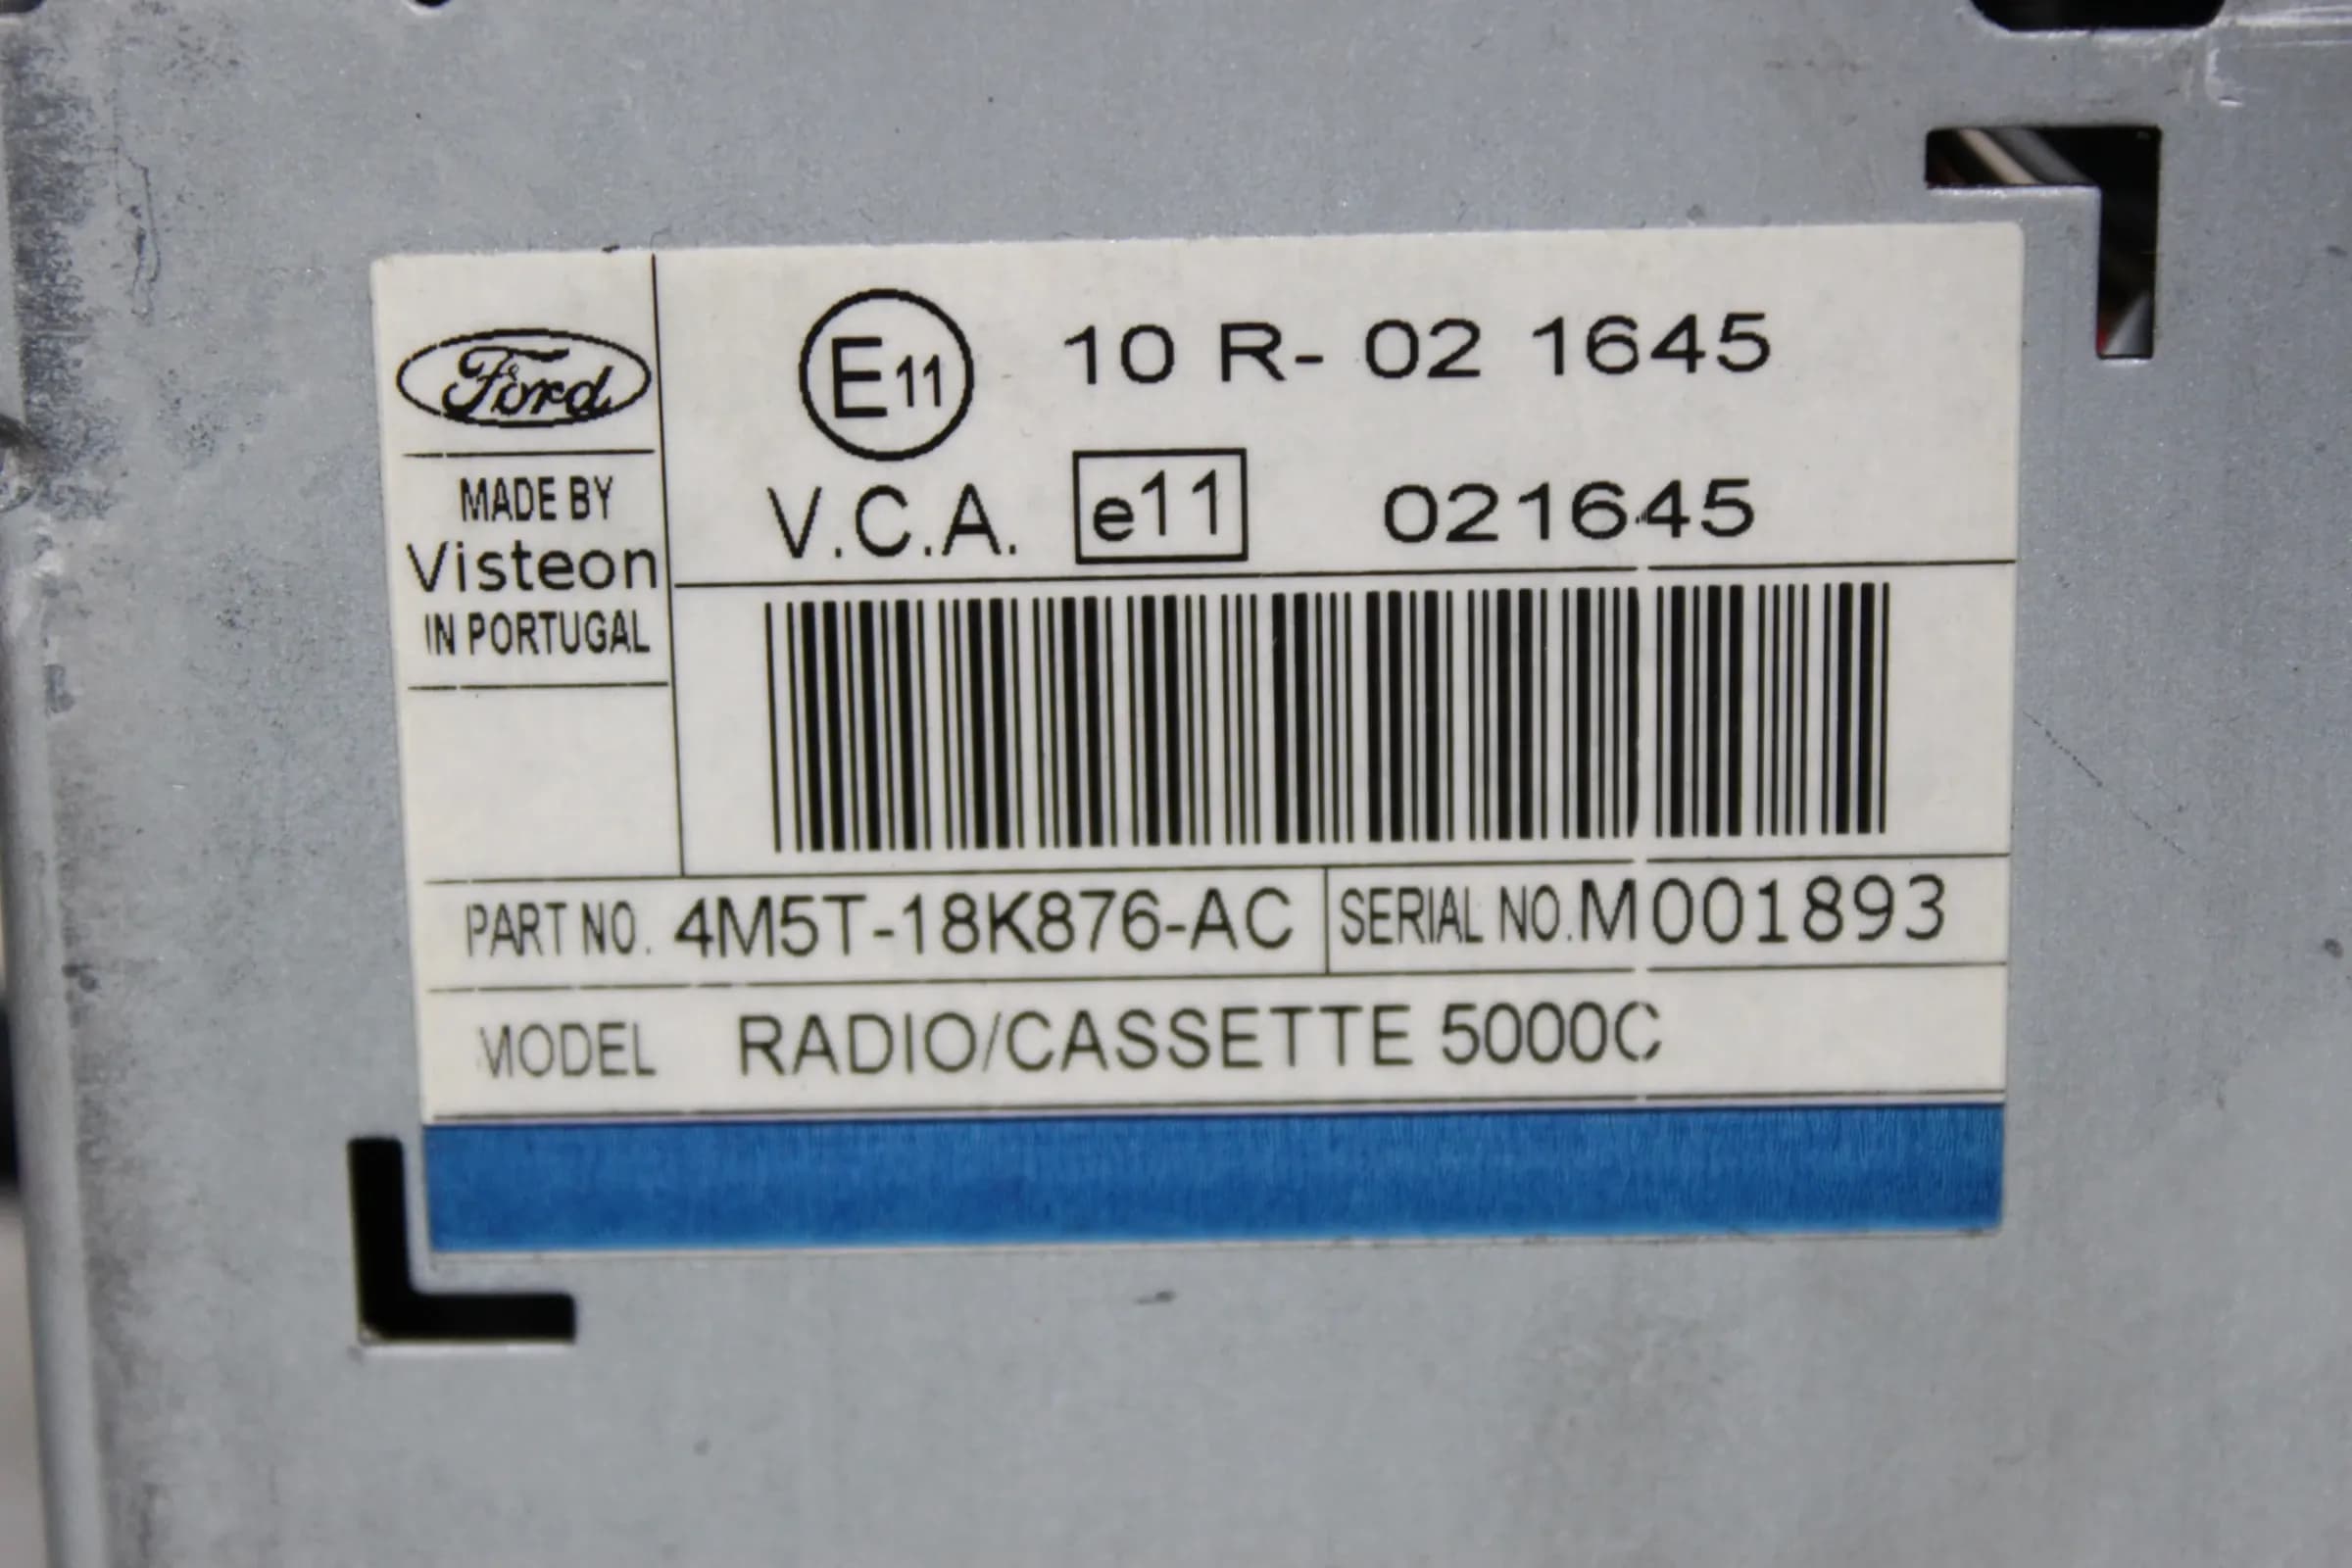 Ford
MADE BY
Visteon
IN PORTUGAL
E11 10 R- 02 1645
V.C.A. e11 021645
PART NO. 4M5T-18K876-AC SERIAL NO. M001893
MODEL RADIO/CASSETTE 5000C